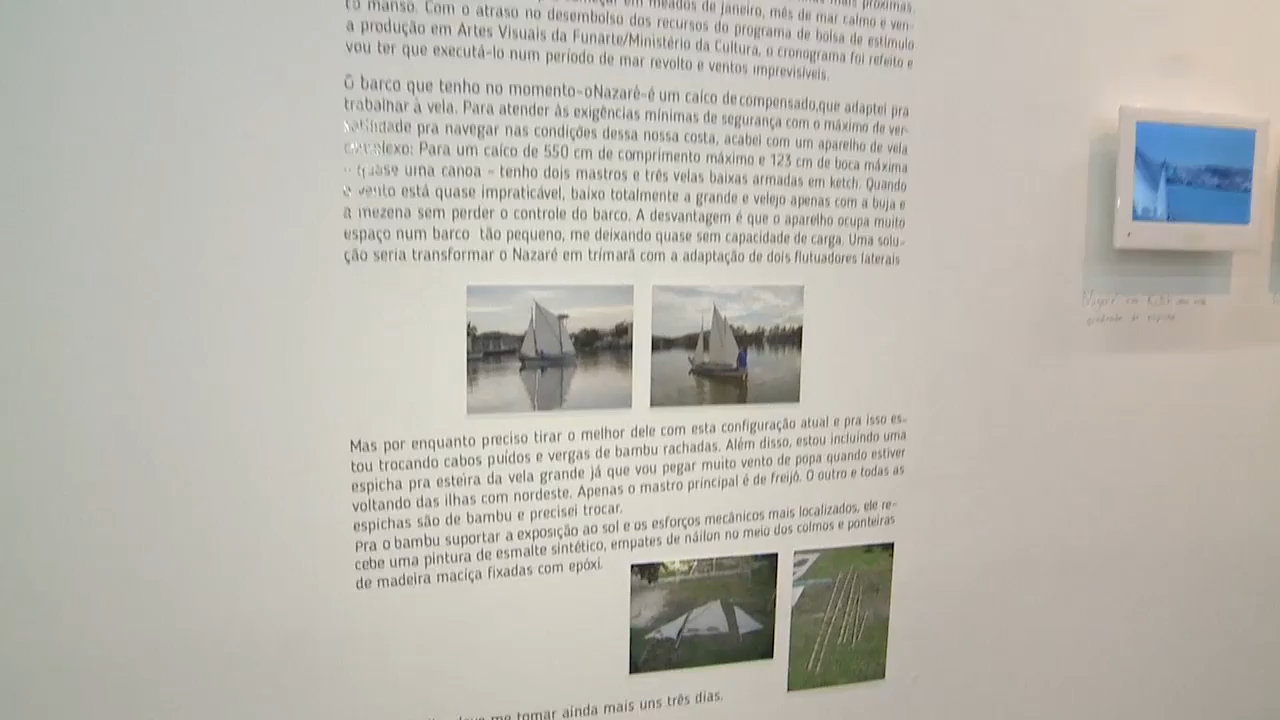 em meados de janeiro, mês de mar calmo e ven-
to manso. Com o atraso no desembolso dos recursos do programa de bolsa de estímulo
a produção em Artes Visuais da Funarte/Ministério da Cultura, o cronograma foi refeito e
vou ter que executá-lo num período de mar revolto e ventos imprevisíveis.
O barco que tenho no momento-oNazaré-é um caíco de compensado,que adaptei pra
trabalhar à vela. Para atender às exigências mínimas de segurança com o máximo de ver-
satilidade pra navegar nas condições dessa nossa costa, acabei com um aparelho de vela
complexo: Para um caíco de 550 cm de comprimento máximo e 123 cm de boca máxima
- quase uma canoa - tenho dois mastros e três velas baixas armadas em ketch. Quando
o vento está quase impraticável, baixo totalmente a grande e velejo apenas com a buja e
a mezena sem perder o controle do barco. A desvantagem é que o aparelho ocupa muito
espaço num barco tão pequeno, me deixando quase sem capacidade de carga. Uma solu-
ção seria transformar o Nazaré em trimarã com a adaptação de dois flutuadores laterais
Mas por enquanto preciso tirar o melhor dele com esta configuração atual e pra isso es-
tou trocando cabos puídos e vergas de bambu rachadas. Além disso, estou incluindo uma
espicha pra esteira da vela grande já que vou pegar muito vento de popa quando estiver
voltando das ilhas com nordeste. Apenas o mastro principal é de freijó. O outro e todas as
espichas são de bambu e precisei trocar.
Pra o bambu suportar a exposição ao sol e os esforços mecânicos mais localizados, ele re-
cebe uma pintura de esmalte sintético, empates de náilon no meio dos colmos e ponteiras
de madeira maciça fixadas com epóxi.
me tomar ainda mais uns três dias.